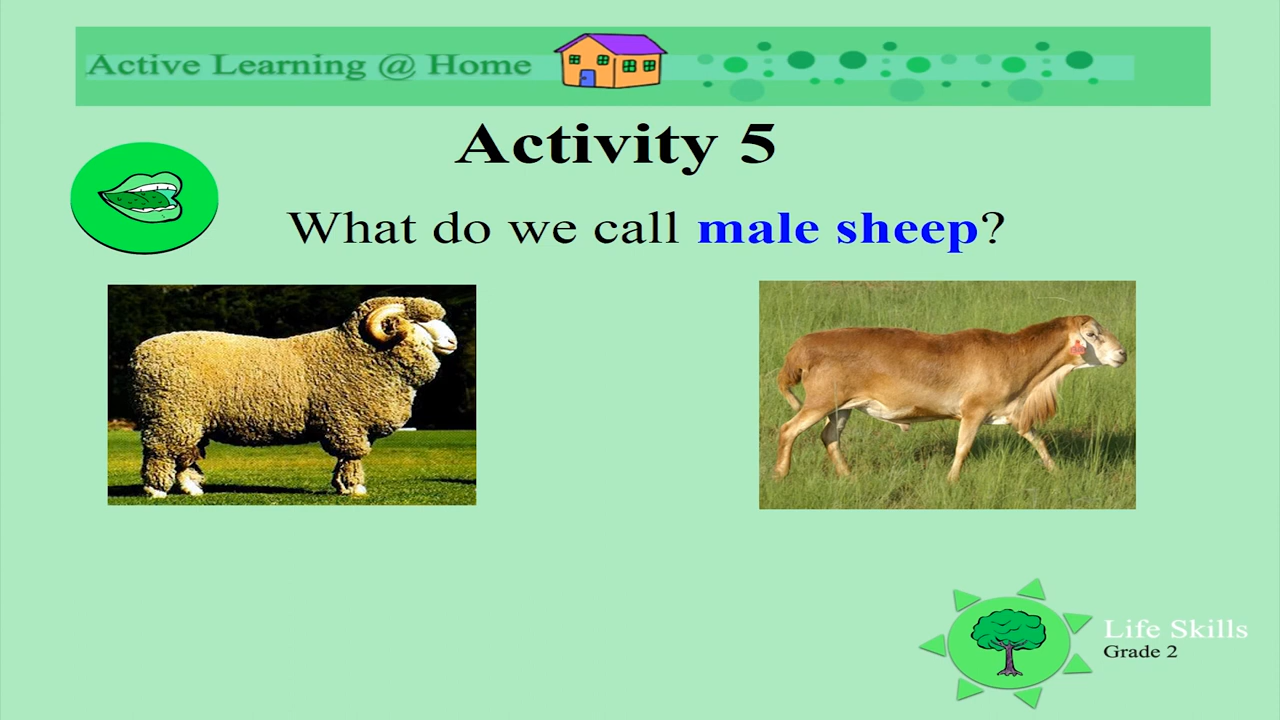 Active Learning @ Home
Activity 5
What do we call male sheep?
Life Skills
Grade 2